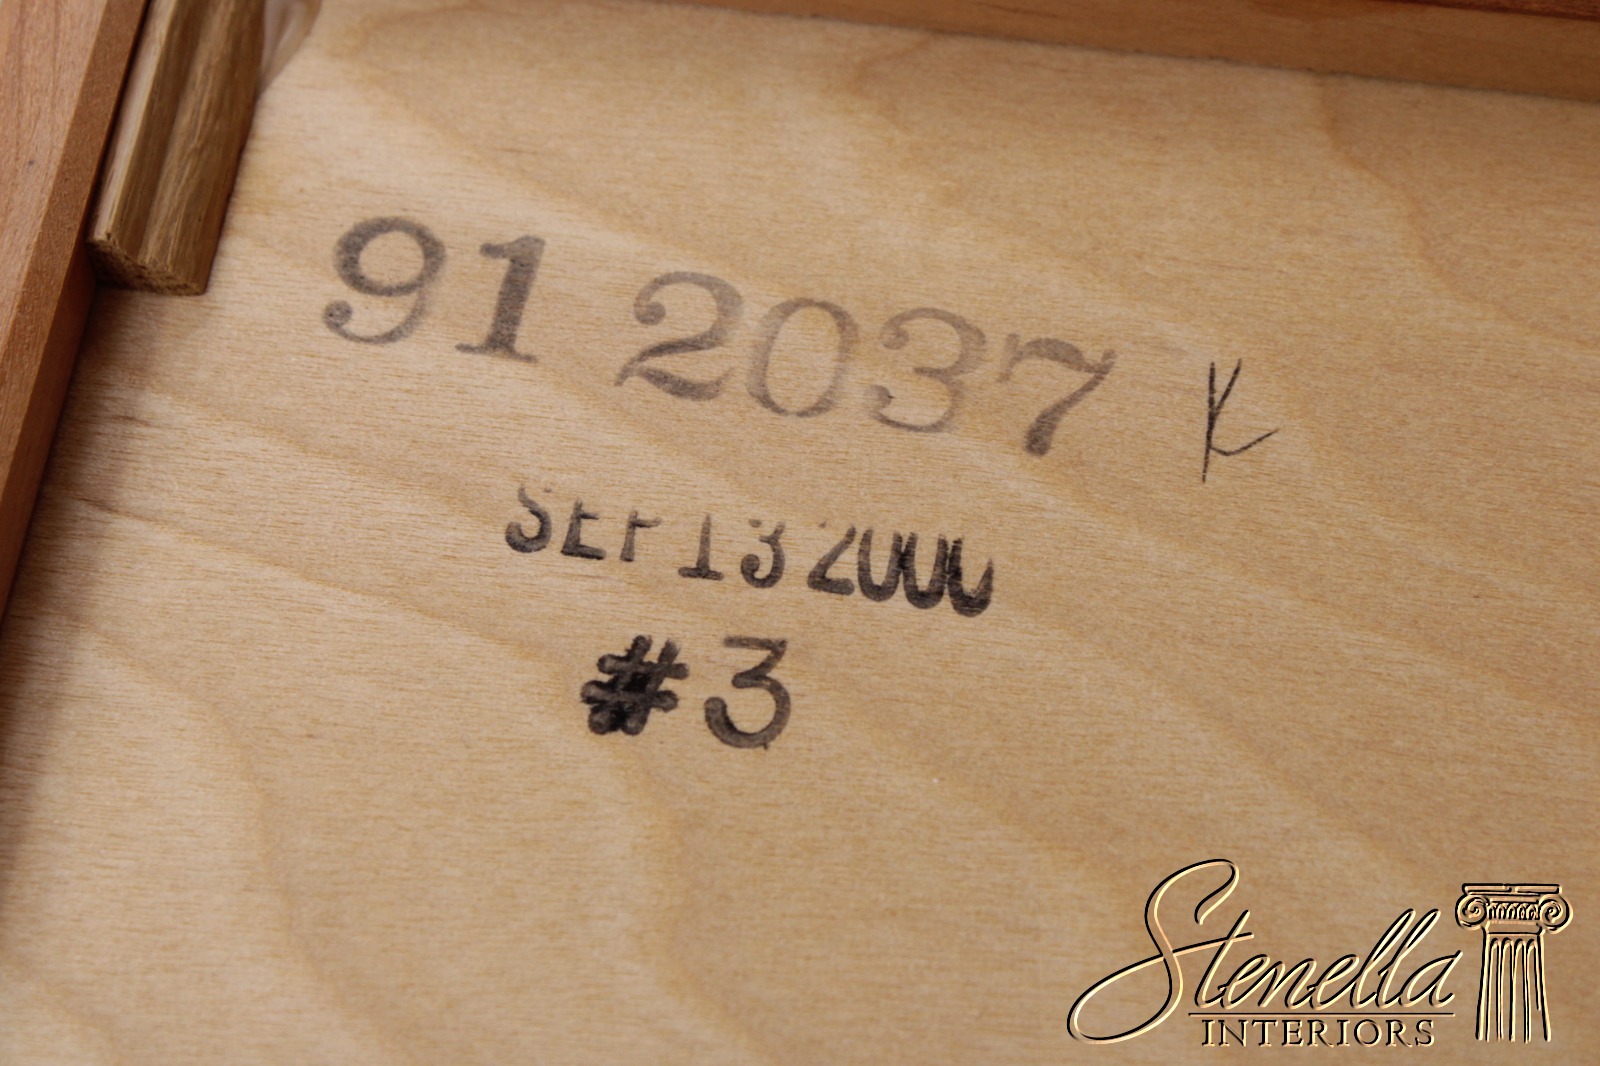 91 2037 K
SEP 13 2000
#3
Stenella
INTERIORS